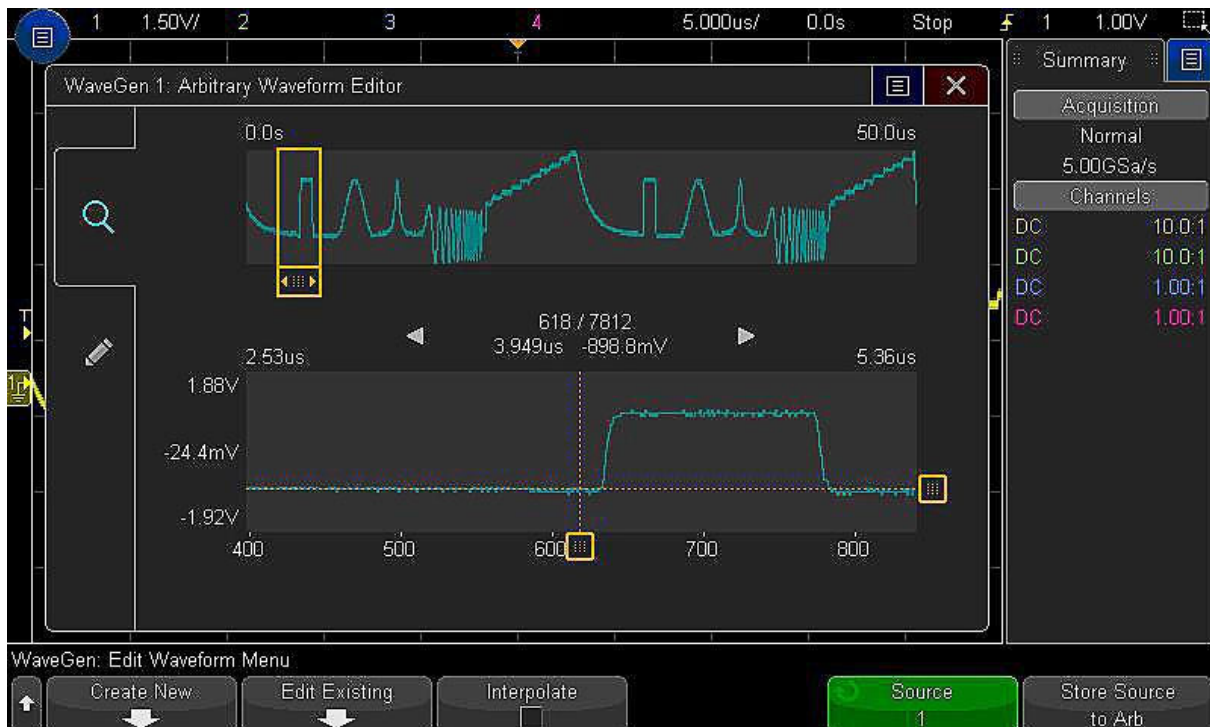 1 1.50V/ 2 3 4 5.000us/ 0.0s Stop 1 1.00V
WaveGen 1: Arbitrary Waveform Editor
0.0s 50.0us
618 / 7812
3.949us -898.8mV
2.53us 5.36us
1.88V
-24.4mV
-1.92V
400 500 600 700 800
T
1
Summary
Acquisition
Normal
5.00GSa/s
Channels
DC 10.0:1
DC 10.0:1
DC 1.00:1
DC 1.00:1
WaveGen: Edit Waveform Menu
Create New
Edit Existing
Interpolate
Source
1
Store Source
to Arb